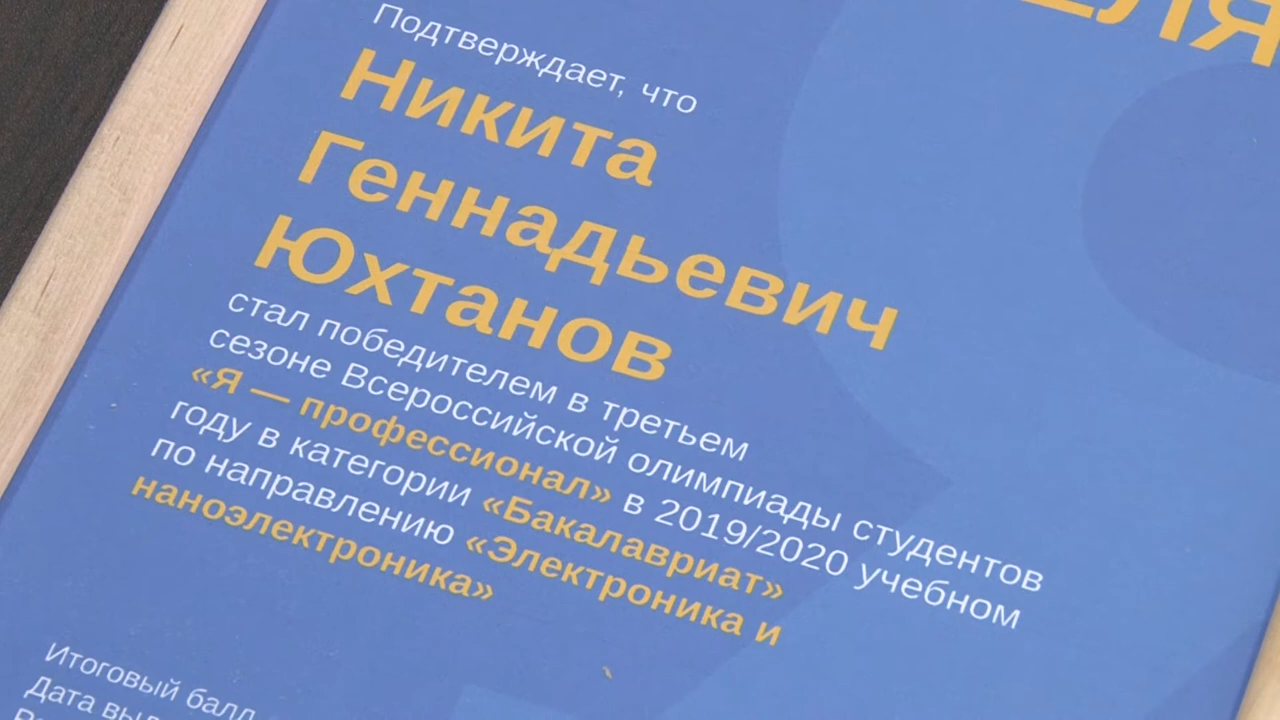 Подтверждает, что
Никита
Геннадьевич
Юхтанов
стал победителем в третьем
сезоне Всероссийской олимпиады студентов
«Я — профессионал» в 2019/2020 учебном
году в категории «Бакалавриат»
по направлению «Электроника и
наноэлектроника»
Итоговый балл
Дата